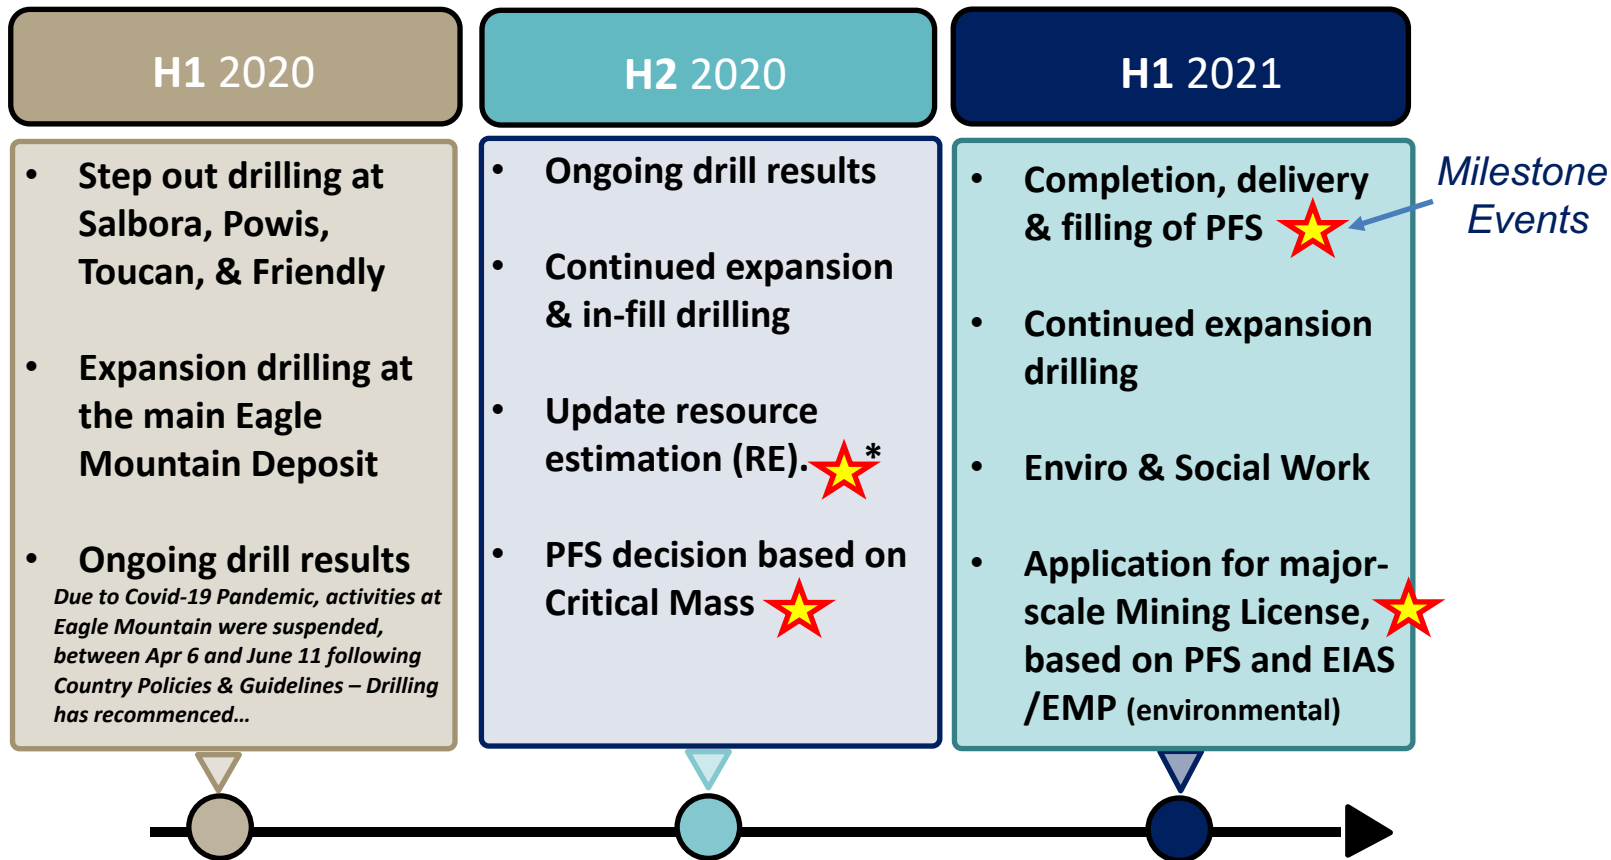 H1 2020
• Step out drilling at
Salbora, Powis,
Toucan, & Friendly
• Expansion drilling at
the main Eagle
Mountain Deposit
• Ongoing drill results
Due to Covid-19 Pandemic, activities at
Eagle Mountain were suspended,
between Apr 6 and June 11 following
Country Policies & Guidelines – Drilling
has recommenced…
H2 2020
• Ongoing drill results
• Continued expansion
& in-fill drilling
• Update resource
estimation (RE). *
• PFS decision based on
Critical Mass
H1 2021
• Completion, delivery
& filling of PFS
• Continued expansion
drilling
• Enviro & Social Work
• Application for major-
scale Mining License,
based on PFS and EIAS
/EMP (environmental)
Milestone
Events